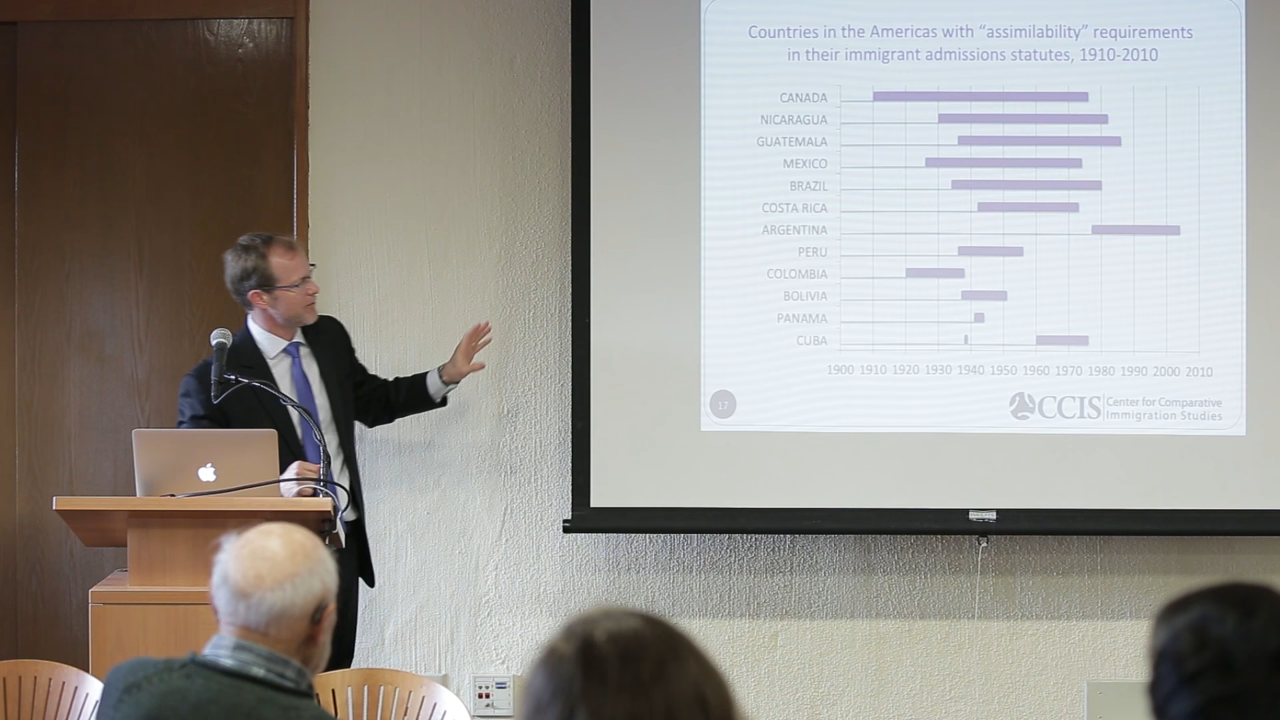 Countries in the Americas with “assimilability” requirements
in their immigrant admissions statutes, 1910-2010
CANADA
NICARAGUA
GUATEMALA
MEXICO
BRAZIL
COSTA RICA
ARGENTINA
PERU
COLOMBIA
BOLIVIA
PANAMA
CUBA
1900 1910 1920 1930 1940 1950 1960 1970 1980 1990 2000 2010
17
CCIS Center for Comparative
Immigration Studies